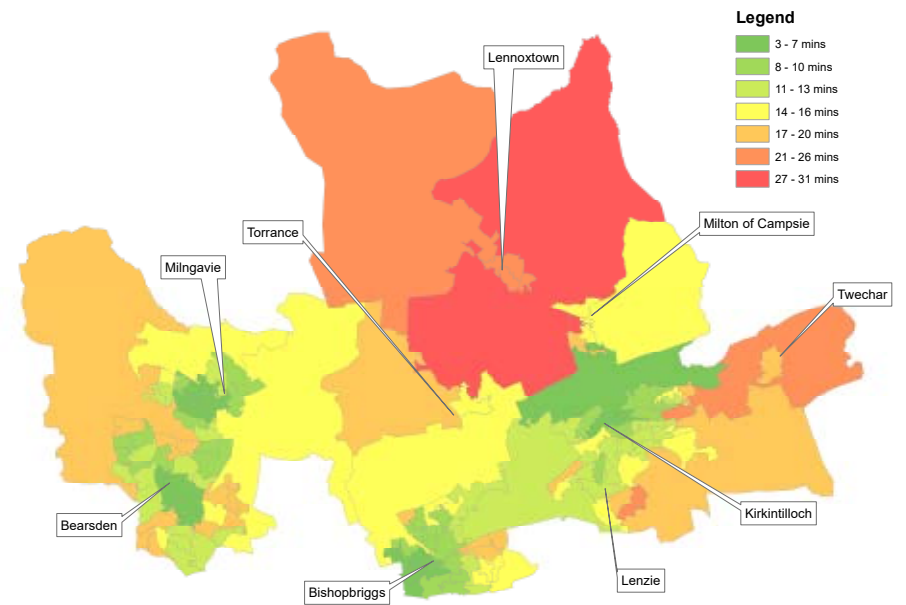 Legend
3 - 7 mins
8 - 10 mins
11 - 13 mins
14 - 16 mins
17 - 20 mins
21 - 26 mins
27 - 31 mins
Lennoxtown
Milton of Campsie
Torrance
Milngavie
Twechar
Kirkintilloch
Bearsden
Lenzie
Bishopbriggs